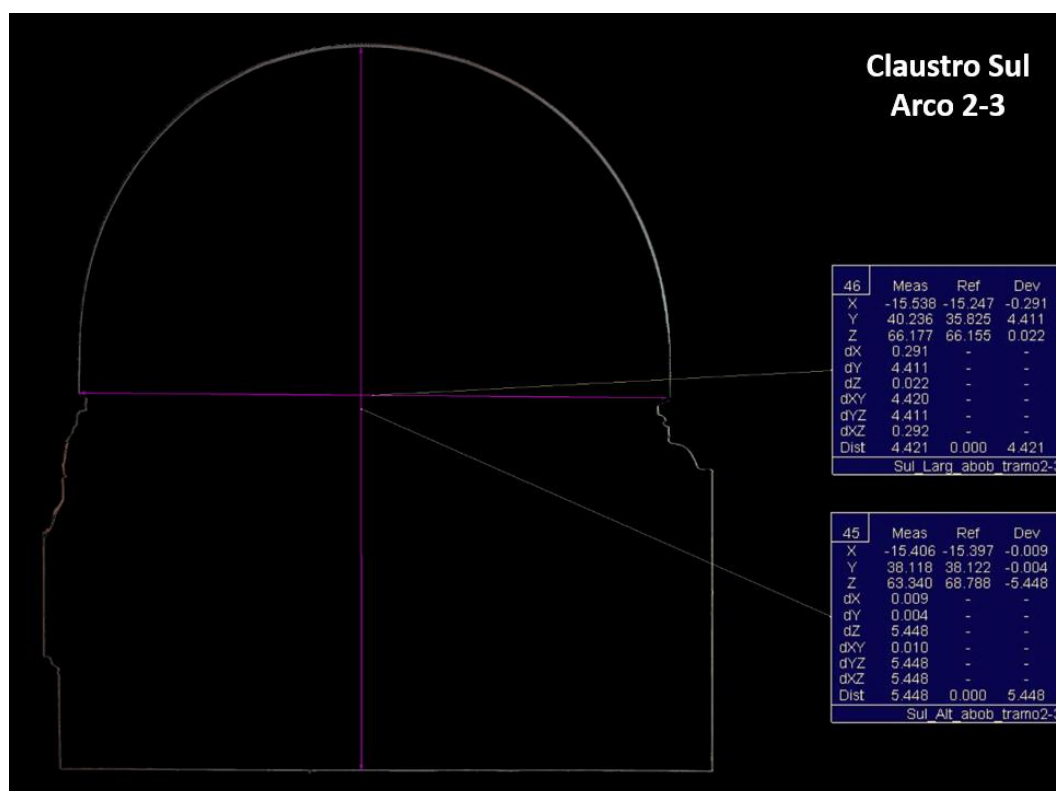 Claustro Sul
Arco 2-3
46 Meas Ref Dev
X -15.538 -15.247 -0.291
Y 40.236 35.825 4.411
Z 66.177 66.155 0.022
dX 0.291 - -
dY 4.411 - -
dZ 0.022 - -
dXY 4.420 - -
dYZ 4.411 - -
dXZ 0.292 - -
Dist 4.421 0.000 4.421
Sul_Larg_abob_tramo2-3
45 Meas Ref Dev
X -15.406 -15.397 -0.009
Y 38.118 38.122 -0.004
Z 63.340 68.788 -5.448
dX 0.009 - -
dY 0.004 - -
dZ 5.448 - -
dXY 0.010 - -
dYZ 5.448 - -
dXZ 5.448 - -
Dist 5.448 0.000 5.448
Sul_Alt_abob_tramo2-3